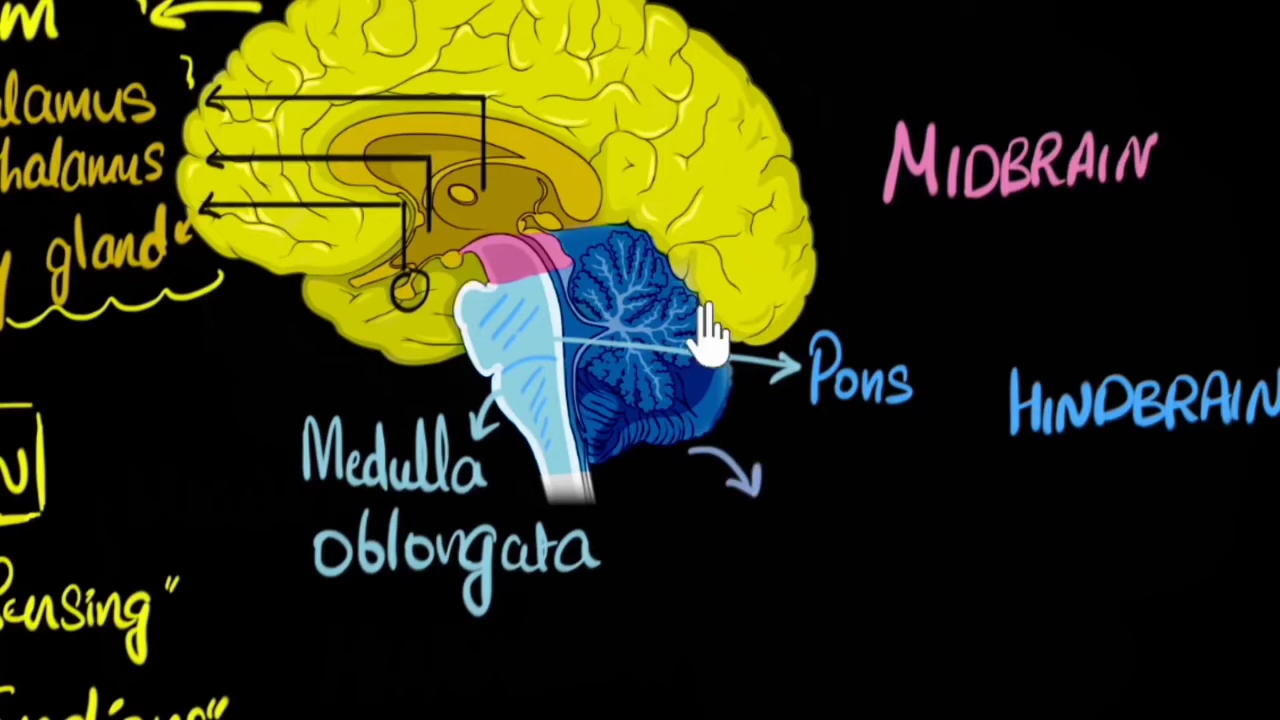 m
alamus
MIDBRAIN
halamus
gland
Pons
HINDBRAIN
Medulla
oblongata
N